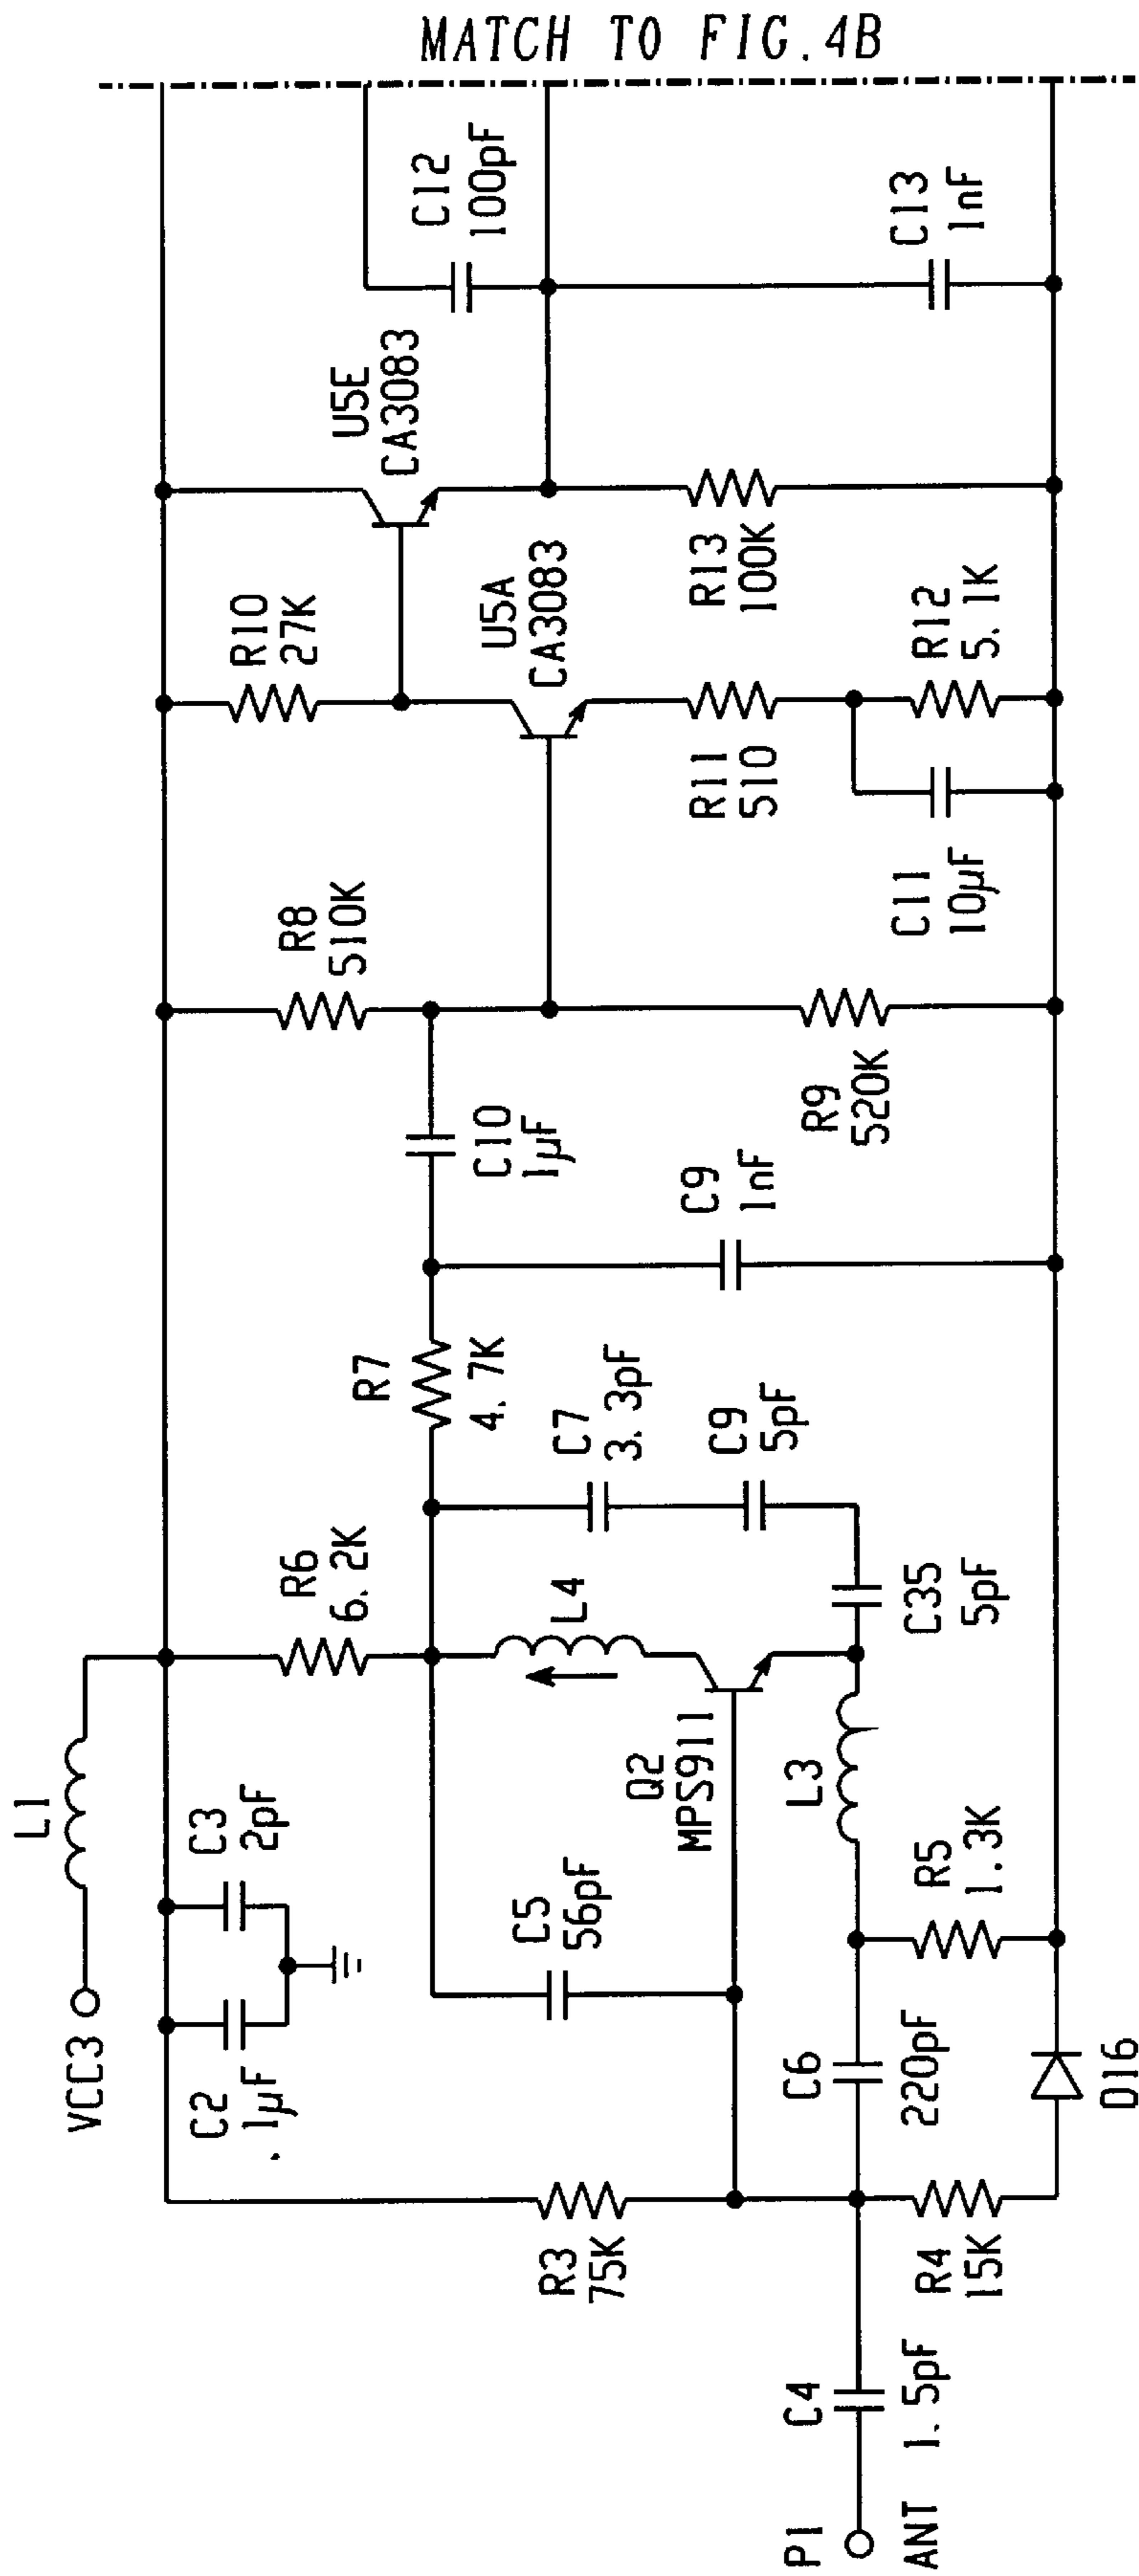 MATCH TO FIG.4B
L1
VCC3
C2
.1µF
C3
2pF
R3
75K
P1
ANT
C4
1.5pF
R4
15K
D16
C6
220pF
C5
56pF
Q2
MPS911
L3
R5
1.3K
R6
6.2K
L4
C35
5pF
C7
3.3pF
C9
5pF
R7
4.7K
C9
1nF
C10
1µF
R8
510K
R9
520K
C11
10µF
R11
510
R12
5.1K
R10
27K
U5A
CA3083
U5E
CA3083
R13
100K
C12
100pF
C13
1nF